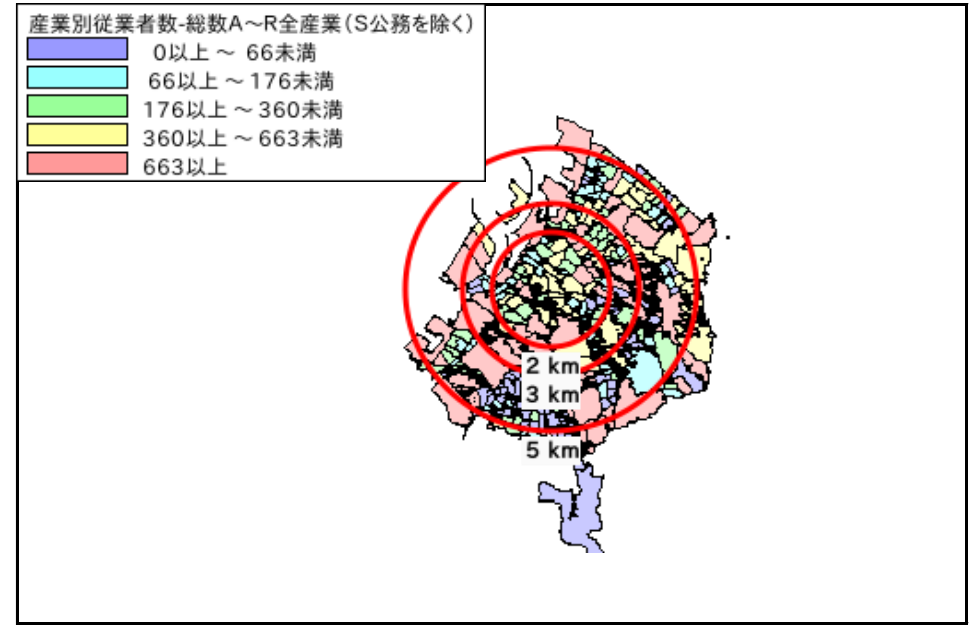 産業別従業者数-総数A～R全産業（S公務を除く）
0以上 ～ 66未満
66以上 ～ 176未満
176以上 ～ 360未満
360以上 ～ 663未満
663以上
2 km
3 km
5 km